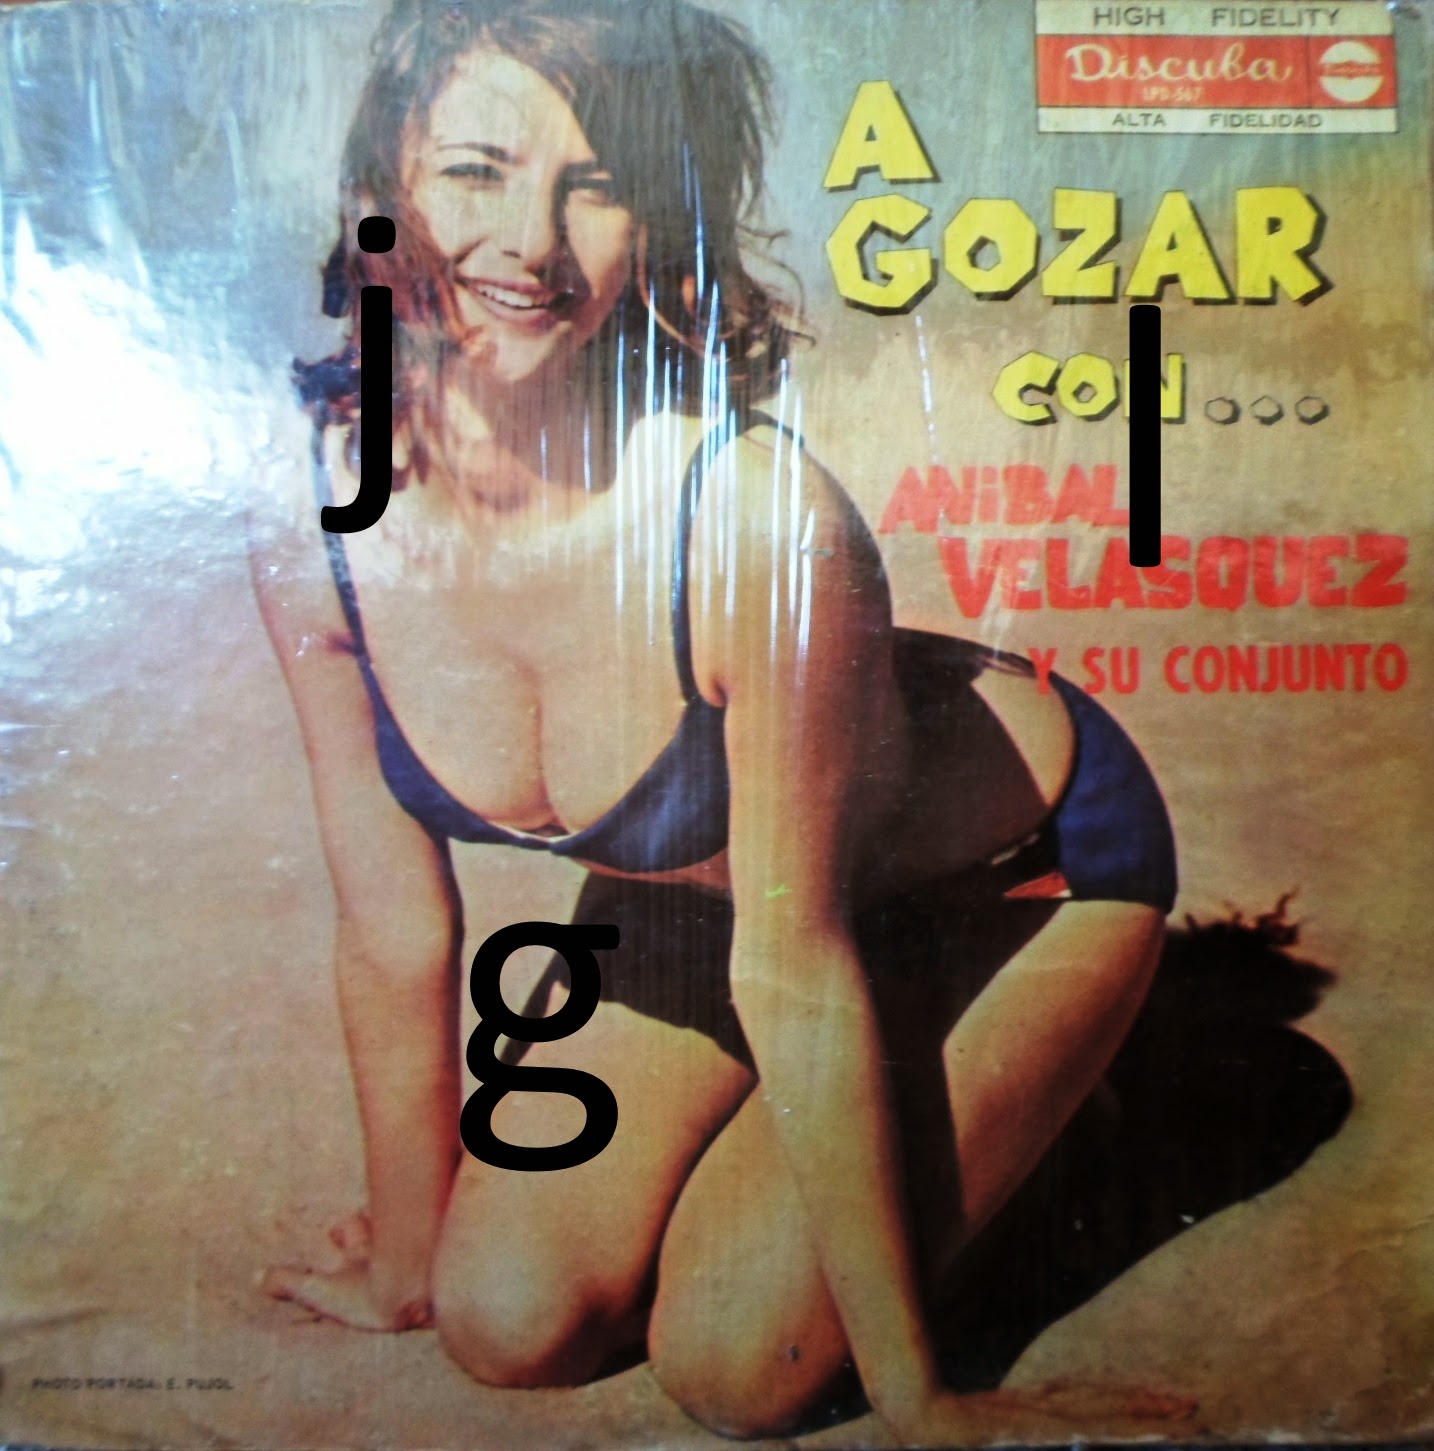 HIGH FIDELITY
Discuba
LPD-567
ALTA FIDELIDAD
A
GOZAR
CON...
ANiBAL
VELASQUEZ
Y SU CONJUNTO
j
l
g
PHOTO PORTADA: E. PUJOL